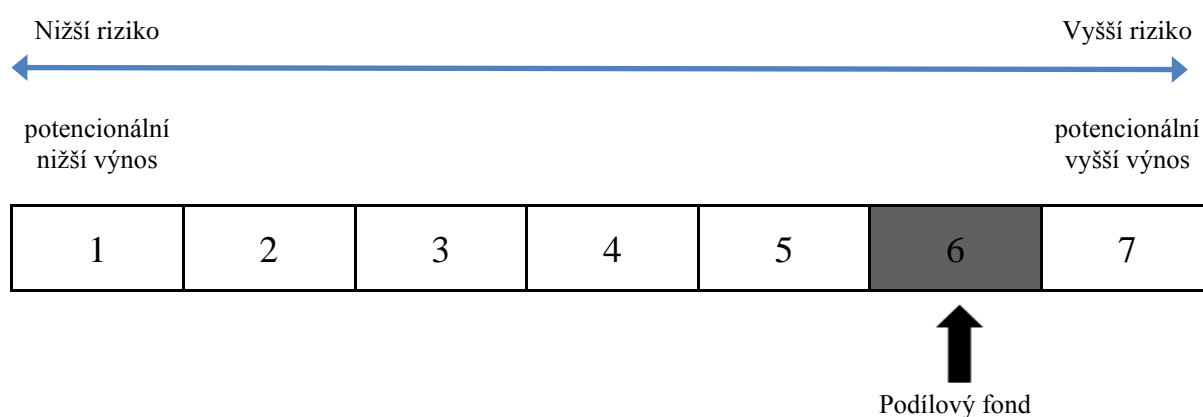 Nižší riziko Vyšší riziko
potencionální potencionální
nižší výnos vyšší výnos
1 2 3 4 5 6 7
Podílový fond